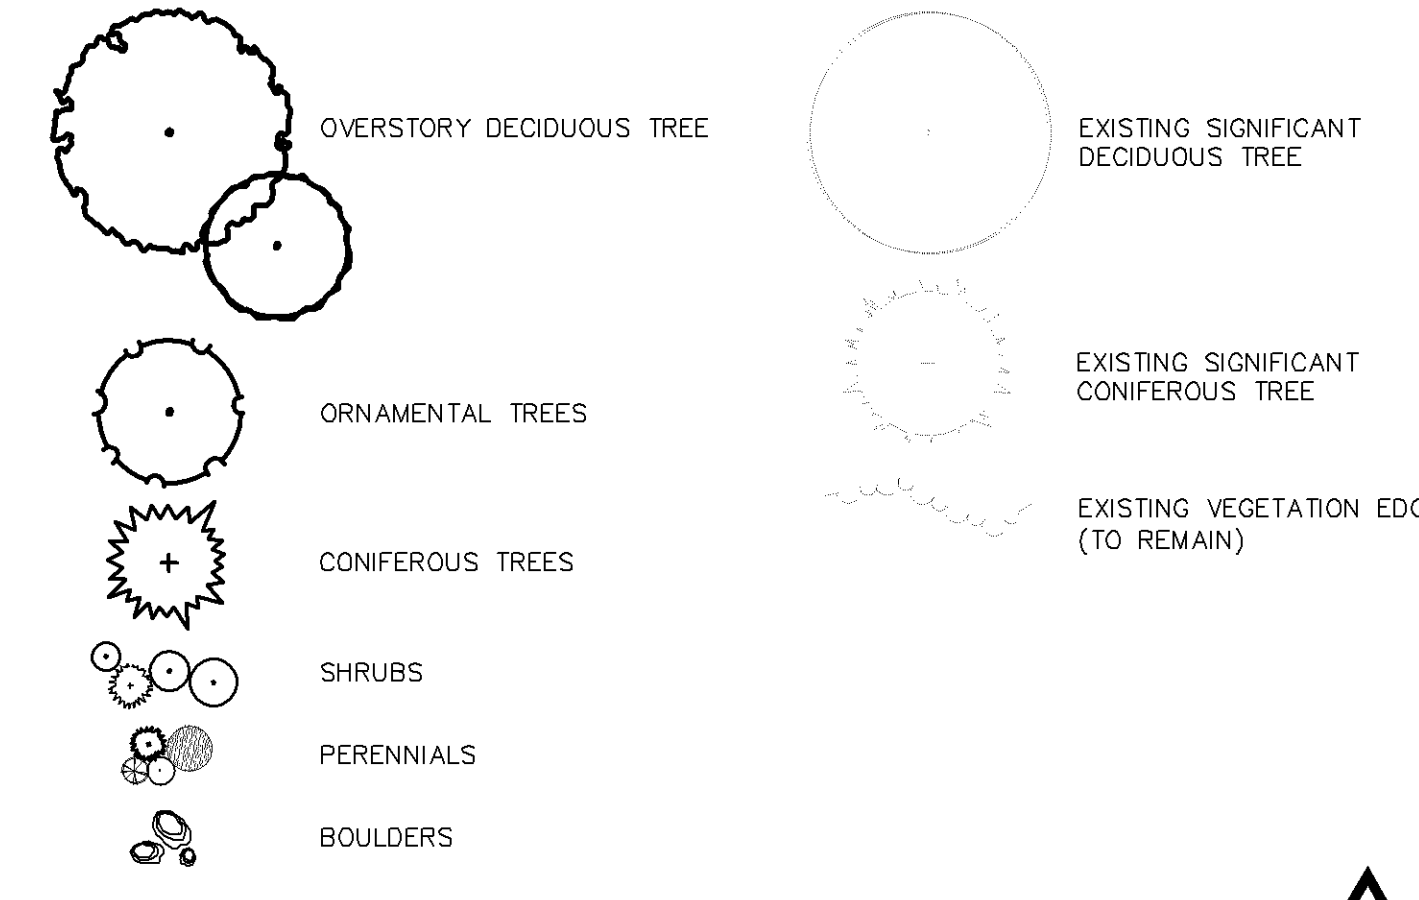 OVERSTORY DECIDUOUS TREE
ORNAMENTAL TREES
CONIFEROUS TREES
SHRUBS
PERENNIALS
BOULDERS
EXISTING SIGNIFICANT
DECIDUOUS TREE
EXISTING SIGNIFICANT
CONIFEROUS TREE
EXISTING VEGETATION
(TO REMAIN)